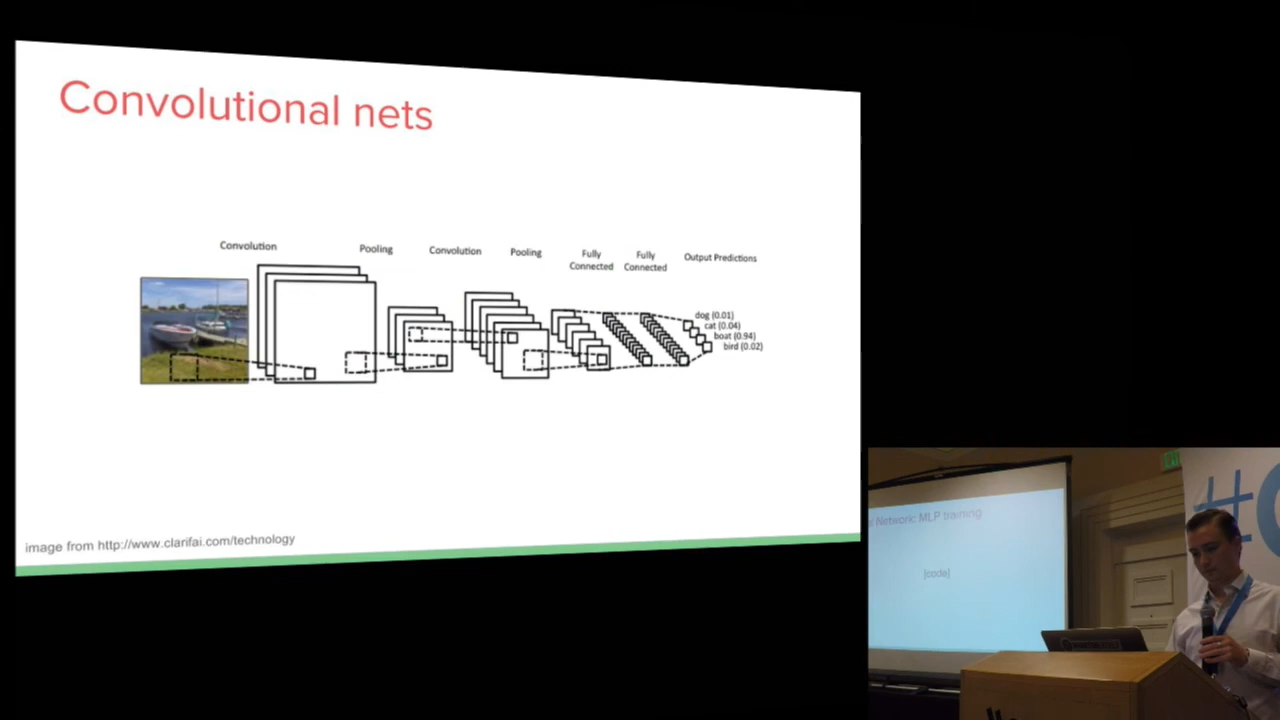 Convolutional nets
Convolution
Pooling
Convolution
Pooling
Fully
Connected
Fully
Connected
Output Predictions
dog (0.01)
cat (0.04)
boat (0.94)
bird (0.02)
image from http://www.clarifai.com/technology
Network: MLP training
[code]
#